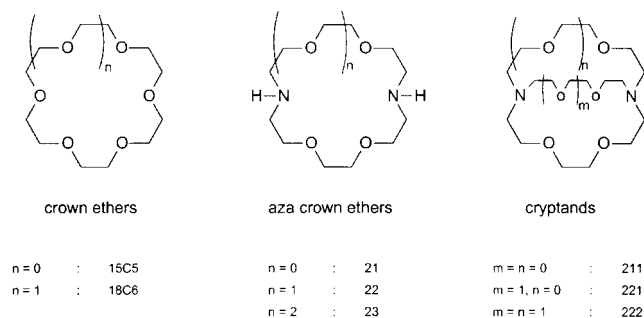 ( O O ) n O O O O
( O O ) n H-N N-H O O
( O O ) n N ( O O ) m N O O
crown ethers aza crown ethers cryptands
n = 0 : 15C5 n = 0 : 21 m = n = 0 : 211
n = 1 : 18C6 n = 1 : 22 m = 1, n = 0 : 221
n = 2 : 23 m = n = 1 : 222